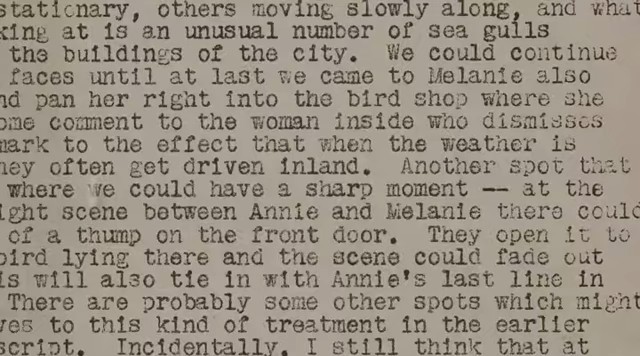 stationary, others moving slowly along, and what
king at is an unusual number of sea gulls
the buildings of the city. We could continue
faces until at last we came to Melanie also
nd pan her right into the bird shop where she
ome comment to the woman inside who dismisses
mark to the effect that when the weather is
hey often get driven inland. Another spot that
where we could have a sharp moment -- at the
ight scene between Annie and Melanie there could
of a thump on the front door. They open it to
bird lying there and the scene could fade out
is will also tie in with Annie's last line in
There are probably some other spots which might
ves to this kind of treatment in the earlier
script. Incidentally, I still think that at